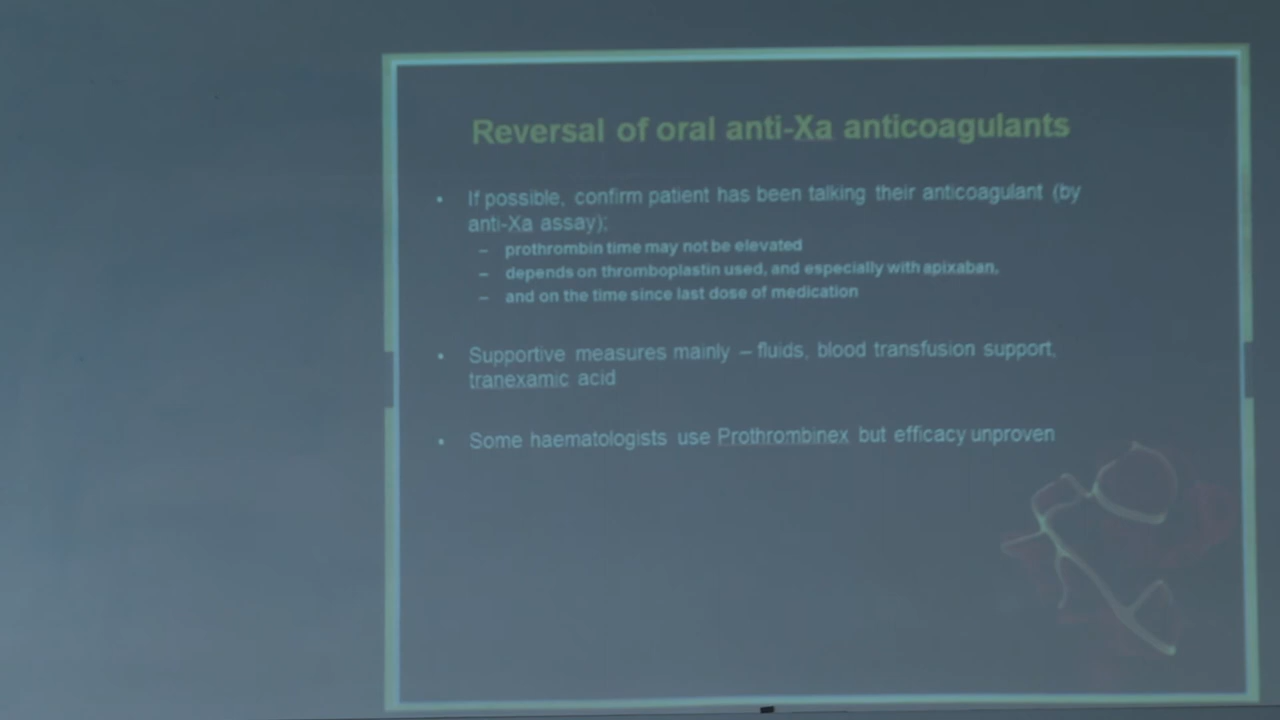 Reversal of oral anti-Xa anticoagulants
• If possible, confirm patient has been talking their anticoagulant (by
anti-Xa assay);
– prothrombin time may not be elevated
– depends on thromboplastin used, and especially with apixaban,
– and on the time since last dose of medication
• Supportive measures mainly – fluids, blood transfusion support,
tranexamic acid
• Some haematologists use Prothrombinex but efficacy unproven